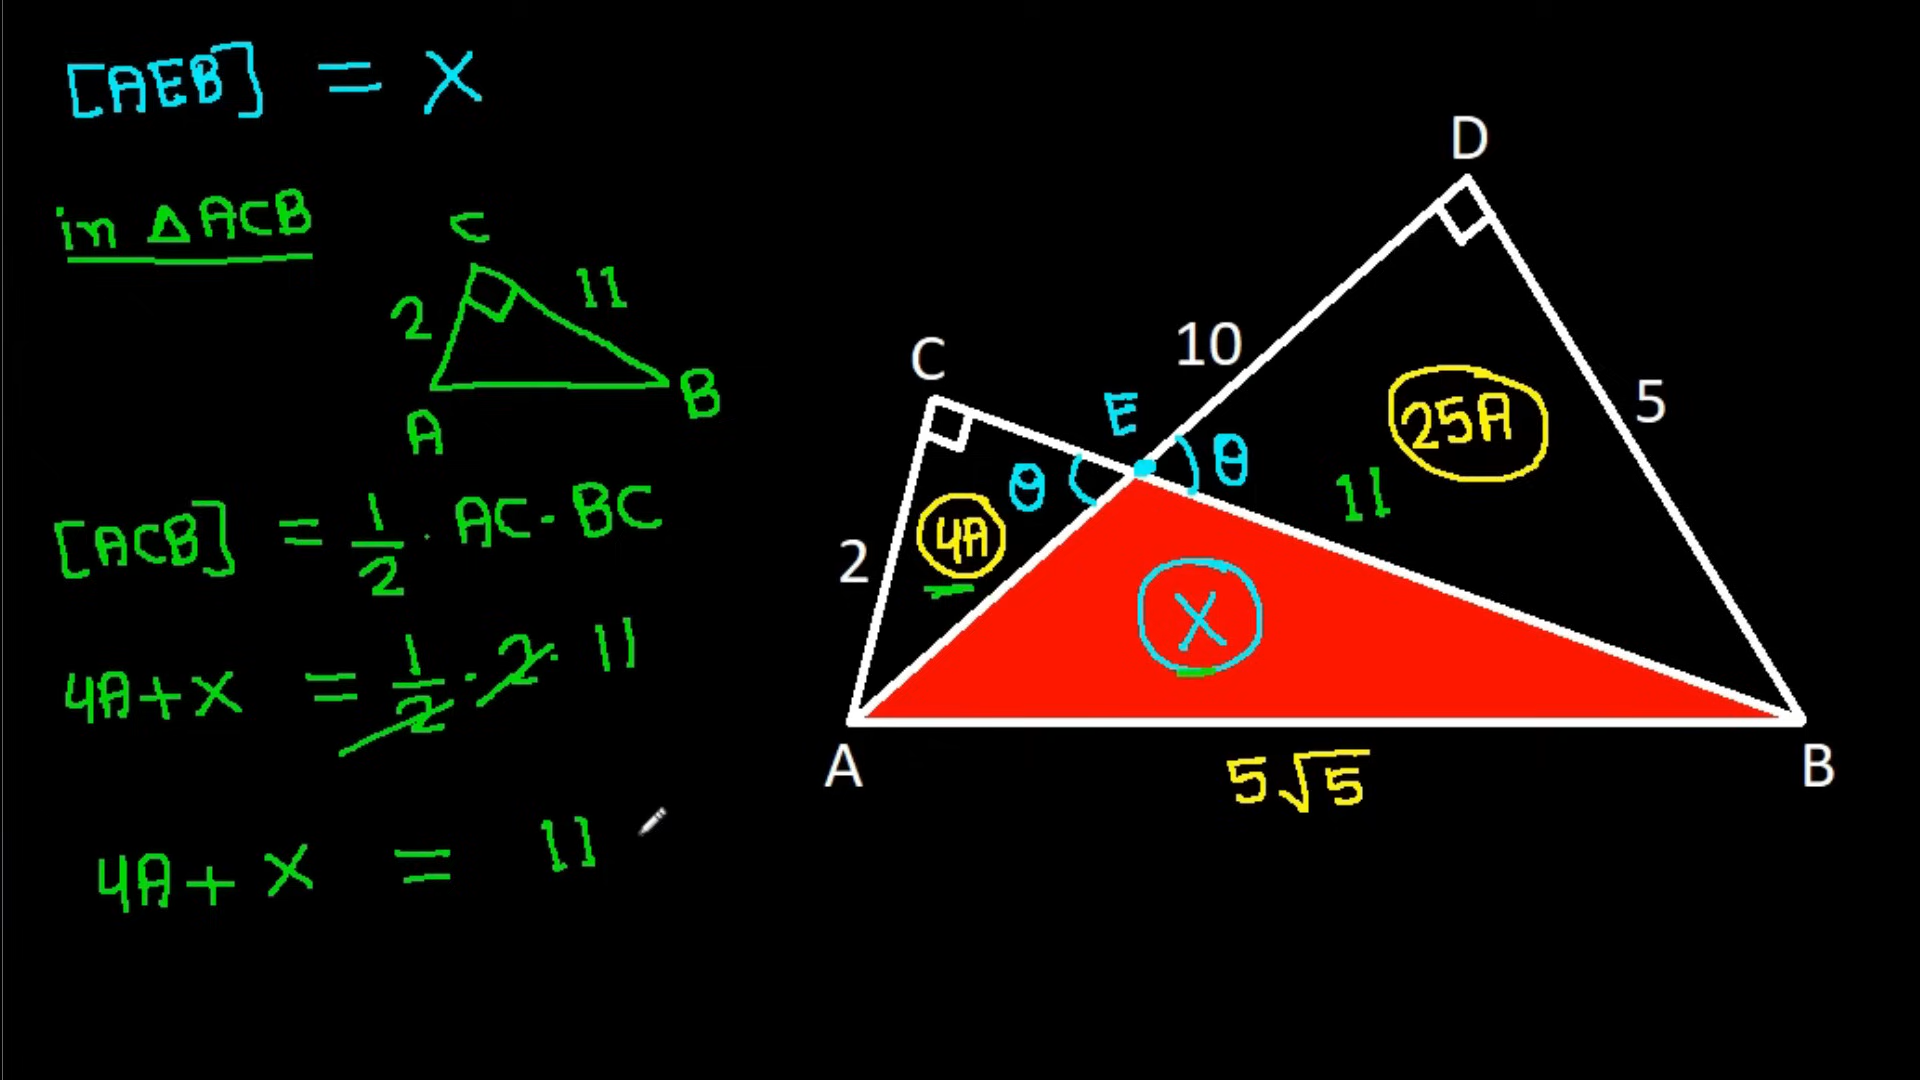 [AEB] = X
in ΔACB
C
2
11
A
B
[ACB] = 1/2 · AC · BC
4A + X = 1/2 · 2 · 11
4A + X = 11
D
10
C
5
E
θ
θ
25A
11
4A
2
X
A
B
5√5